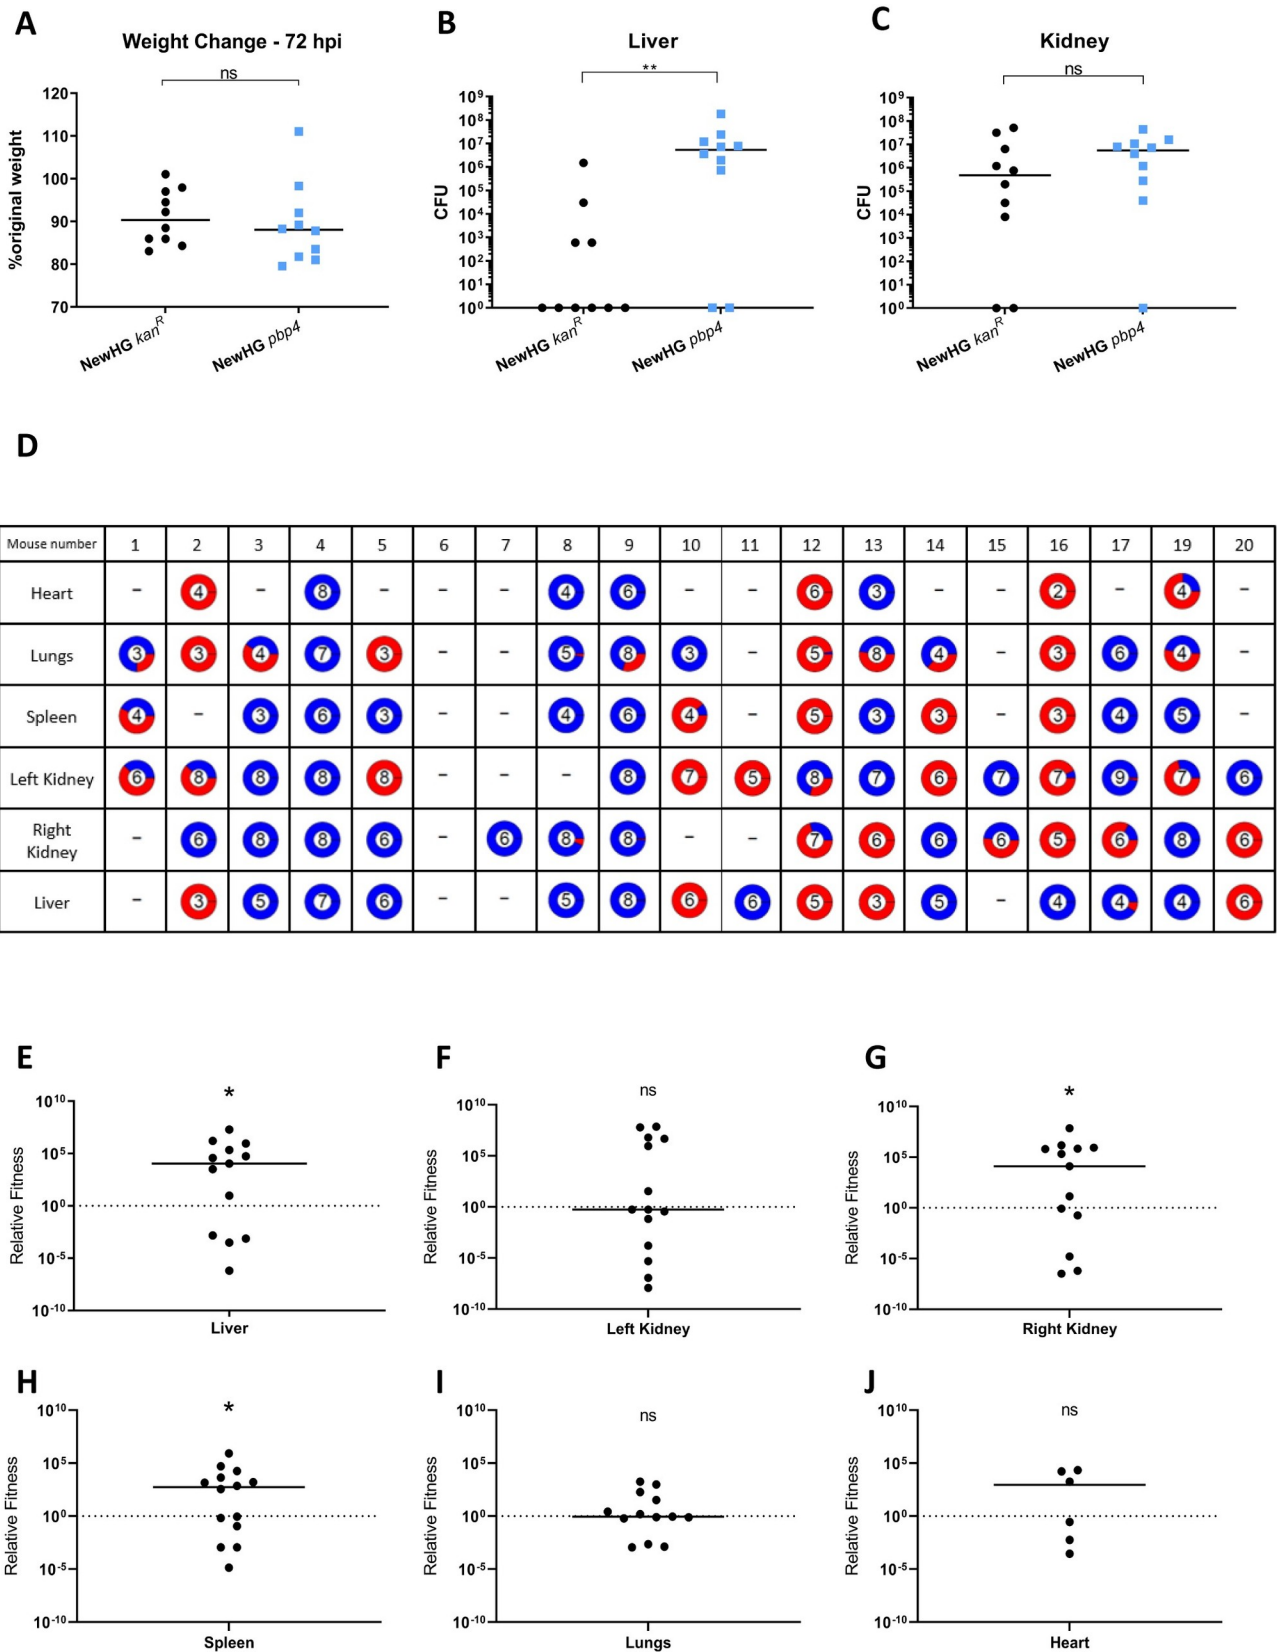 A
Weight Change - 72 hpi
ns
%original weight
120
110
100
90
80
70
NewHG kanR
NewHG pbp4
B
Liver
**
CFU
10⁹
10⁸
10⁷
10⁶
10⁵
10⁴
10³
10²
10¹
10⁰
NewHG kanR
NewHG pbp4
C
Kidney
ns
CFU
10⁹
10⁸
10⁷
10⁶
10⁵
10⁴
10³
10²
10¹
10⁰
NewHG kanR
NewHG pbp4
D
Mouse number 1 2 3 4 5 6 7 8 9 10 11 12 13 14 15 16 17 19 20
Heart - 4 - 8 - - - 4 6 - - 6 3 - - 2 - 4 -
Lungs 3 3 4 7 3 - - 5 8 3 - 5 8 4 - 3 6 4 -
Spleen 4 - 3 6 3 - - 4 6 4 - 5 3 3 - 3 4 5 -
Left Kidney 6 8 8 8 8 - - - 8 7 5 8 7 6 7 7 9 7 6
Right
Kidney - 6 8 8 6 - 6 8 8 - - 7 6 6 6 5 6 8 6
Liver - 3 5 7 6 - - 5 8 6 6 5 3 5 - 4 4 4 6
E
*
Relative Fitness
10¹⁰
10⁵
10⁰
10⁻⁵
10⁻¹⁰
Liver
F
ns
Relative Fitness
10¹⁰
10⁵
10⁰
10⁻⁵
10⁻¹⁰
Left Kidney
G
*
Relative Fitness
10¹⁰
10⁵
10⁰
10⁻⁵
10⁻¹⁰
Right Kidney
H
*
Relative Fitness
10¹⁰
10⁵
10⁰
10⁻⁵
10⁻¹⁰
Spleen
I
ns
Relative Fitness
10¹⁰
10⁵
10⁰
10⁻⁵
10⁻¹⁰
Lungs
J
ns
Relative Fitness
10¹⁰
10⁵
10⁰
10⁻⁵
10⁻¹⁰
Heart